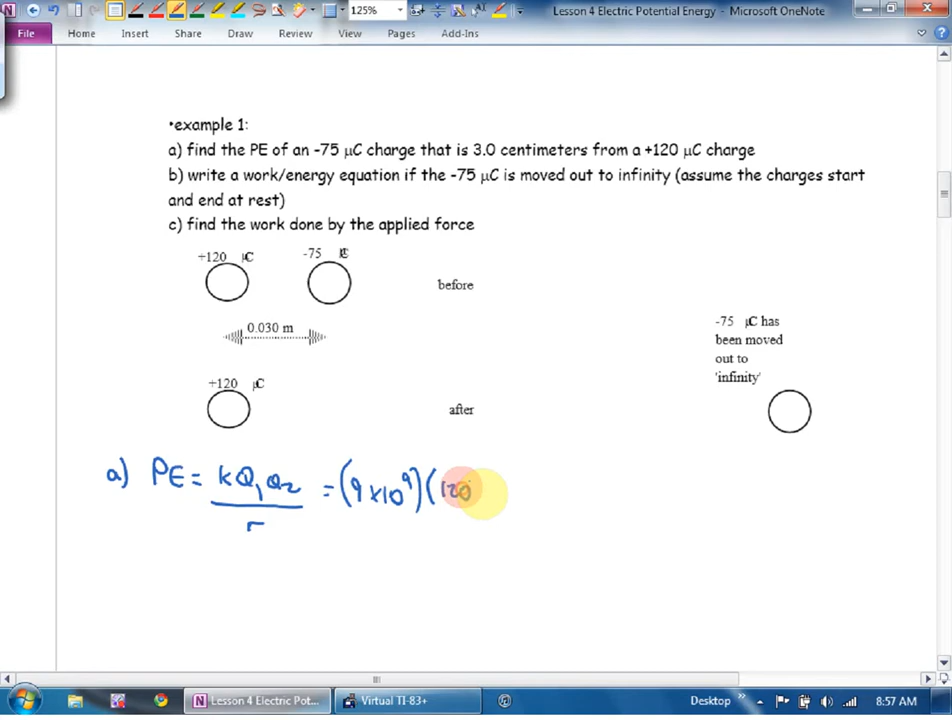 125%
Lesson 4 Electric Potential Energy - Microsoft OneNote
File Home Insert Share Draw Review View Pages Add-Ins
•example 1:
a) find the PE of an -75 µC charge that is 3.0 centimeters from a +120 µC charge
b) write a work/energy equation if the -75 µC is moved out to infinity (assume the charges start
and end at rest)
c) find the work done by the applied force
+120 µC -75 µC
before
0.030 m
-75 µC has
been moved
out to
'infinity'
+120 µC
after
a) PE = kQ₁Q₂ = (9 x10⁹)(120
r
Lesson 4 Electric Pot... Virtual TI-83+ Desktop 8:57 AM